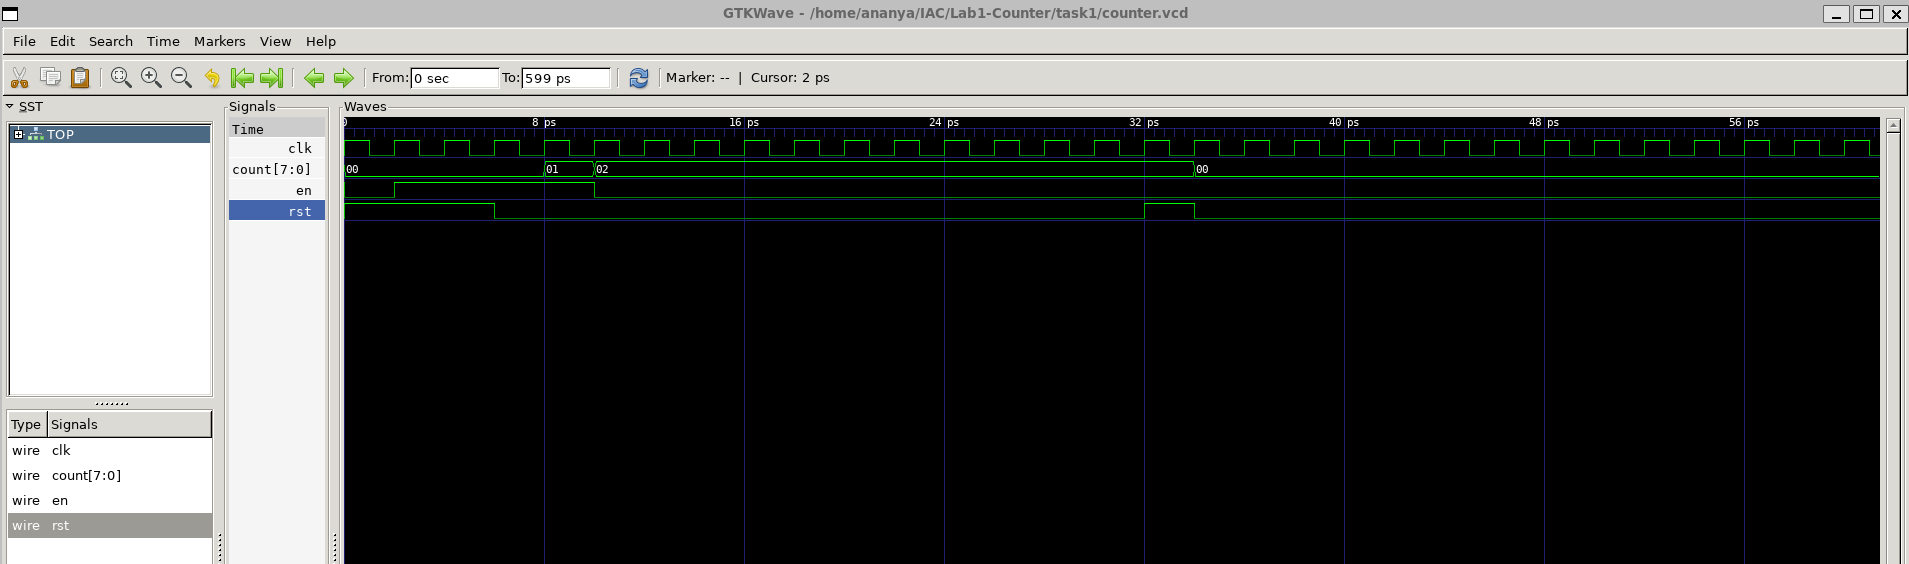 GTKWave - /home/ananya/IAC/Lab1-Counter/task1/counter.vcd
File Edit Search Time Markers View Help
From: 0 sec To: 599 ps Marker: -- | Cursor: 2 ps
SST
TOP
Type Signals
wire clk
wire count[7:0]
wire en
wire rst
Signals
Time
clk
count[7:0]
en
rst
Waves
0 8 ps 16 ps 24 ps 32 ps 40 ps 48 ps 56 ps
00 01 02 00